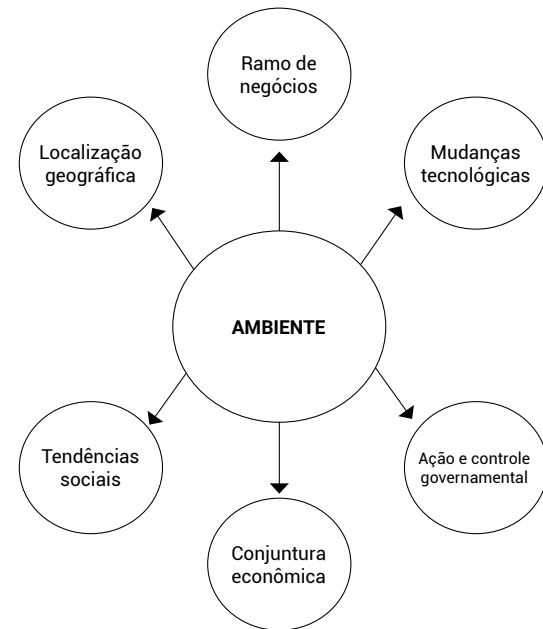 Ramo de
negócios
Localização
geográfica
Mudanças
tecnológicas
AMBIENTE
Tendências
sociais
Ação e controle
governamental
Conjuntura
econômica